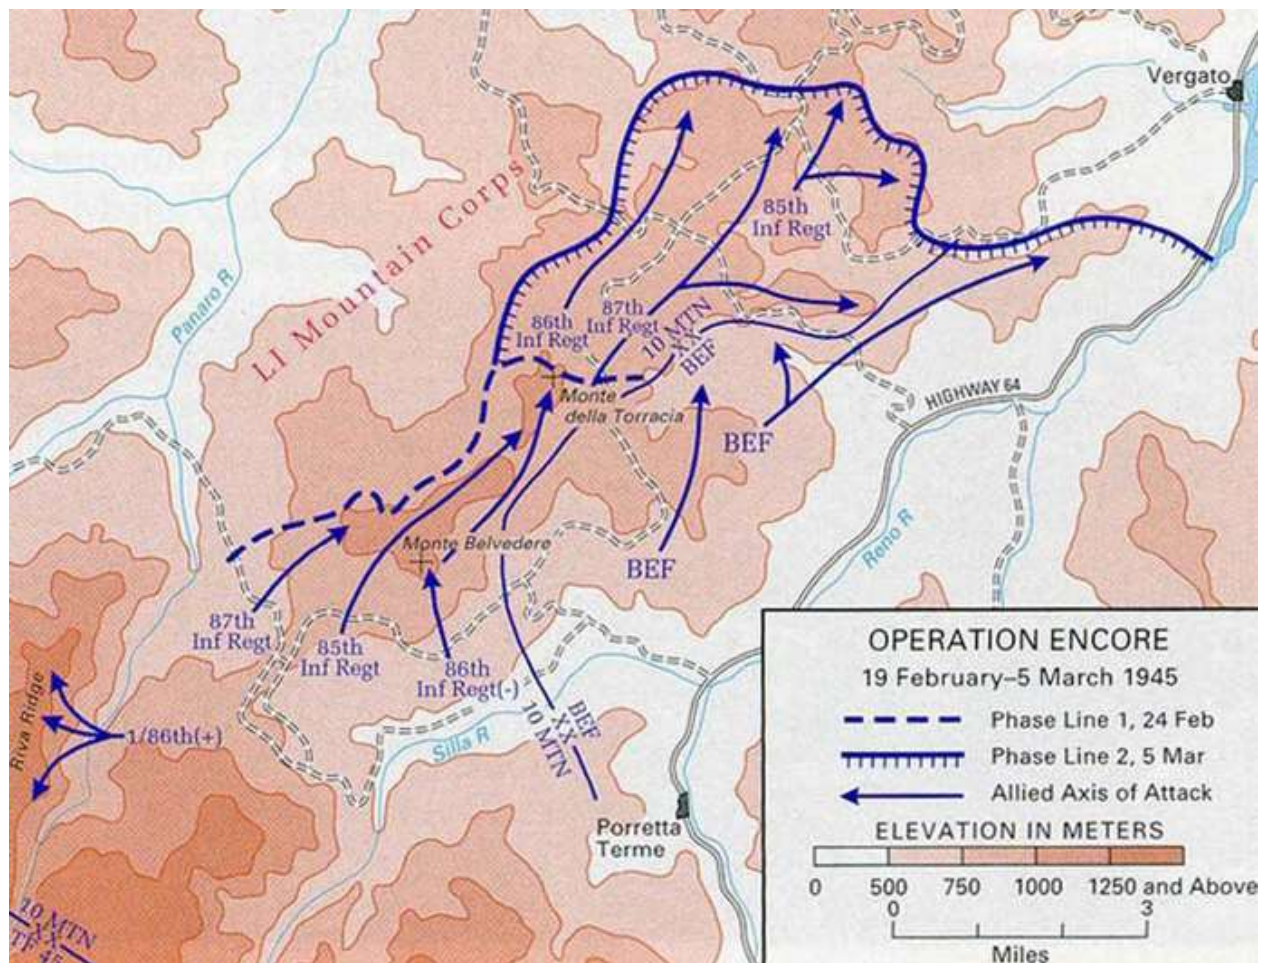 Vergato
LI Mountain Corps
Panaro R
85th
Inf Regt
86th
Inf Regt
87th
Inf Regt
10 MTN
XX
BEF
Monte
della Torracia
BEF
HIGHWAY 64
Reno R
Monte Belvedere
BEF
87th
Inf Regt
85th
Inf Regt
86th
Inf Regt(-)
Riva Ridge
1/86th(+)
Silla R
BEF
XX
10 MTN
Porretta
Terme
10 MTN
XX
TF 45
OPERATION ENCORE
19 February–5 March 1945
Phase Line 1, 24 Feb
Phase Line 2, 5 Mar
Allied Axis of Attack
ELEVATION IN METERS
0 500 750 1000 1250 and Above
0 3
Miles